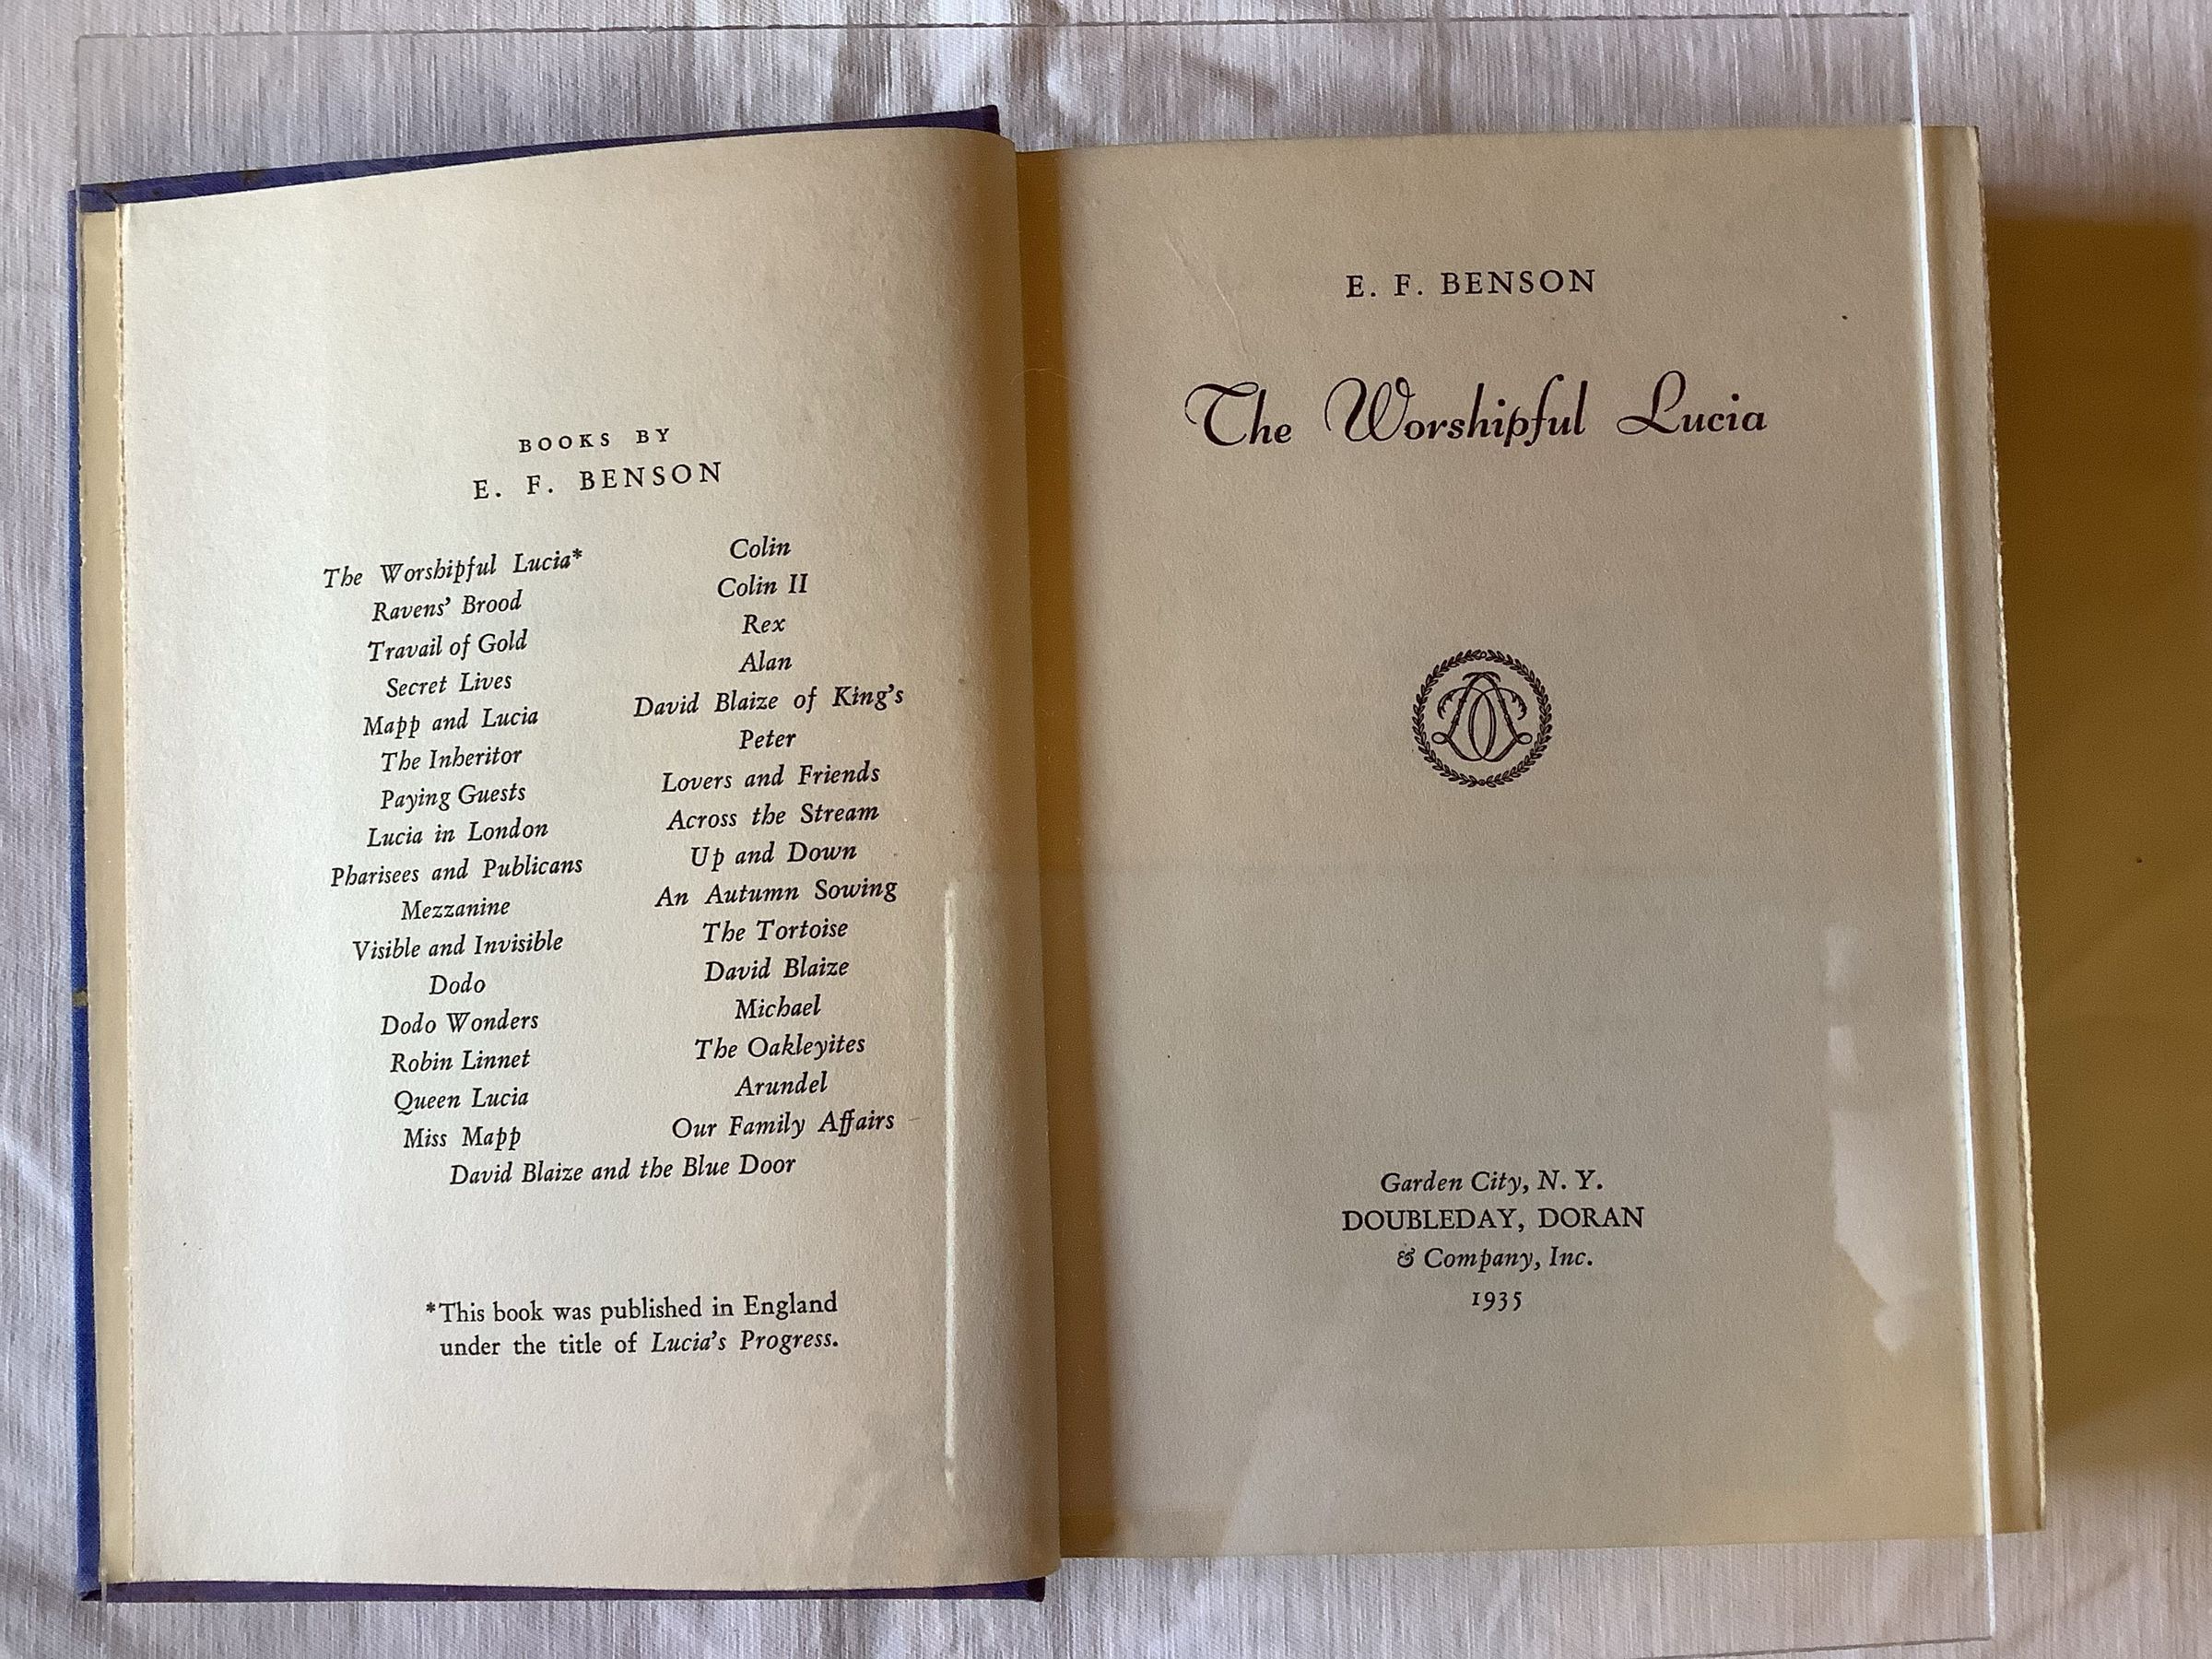 BOOKS BY
E. F. BENSON
The Worshipful Lucia*
Ravens' Brood
Travail of Gold
Secret Lives
Mapp and Lucia
The Inheritor
Paying Guests
Lucia in London
Pharisees and Publicans
Mezzanine
Visible and Invisible
Dodo
Dodo Wonders
Robin Linnet
Queen Lucia
Miss Mapp
Colin
Colin II
Rex
Alan
David Blaize of King's
Peter
Lovers and Friends
Across the Stream
Up and Down
An Autumn Sowing
The Tortoise
David Blaize
Michael
The Oakleyites
Arundel
Our Family Affairs
David Blaize and the Blue Door
*This book was published in England
under the title of Lucia's Progress.
E. F. BENSON
The Worshipful Lucia
Garden City, N. Y.
DOUBLEDAY, DORAN
& Company, Inc.
1935